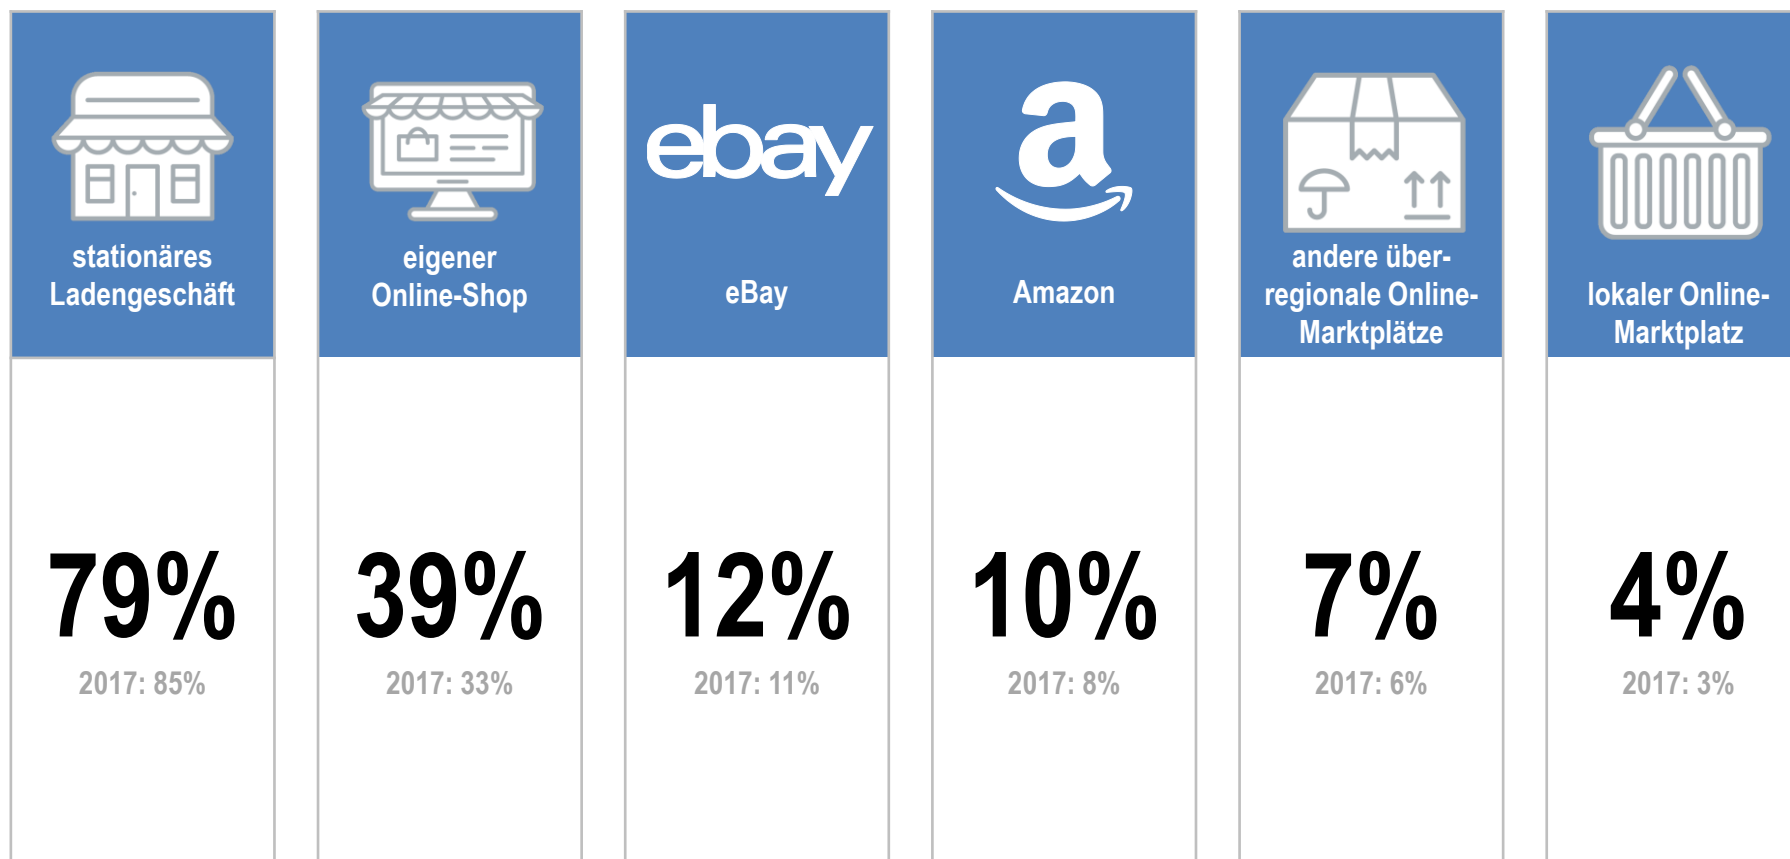 stationäres
Ladengeschäft
79%
2017: 85%
eigener
Online-Shop
39%
2017: 33%
ebay
eBay
12%
2017: 11%
a
Amazon
10%
2017: 8%
andere über-
regionale Online-
Marktplätze
7%
2017: 6%
lokaler Online-
Marktplatz
4%
2017: 3%